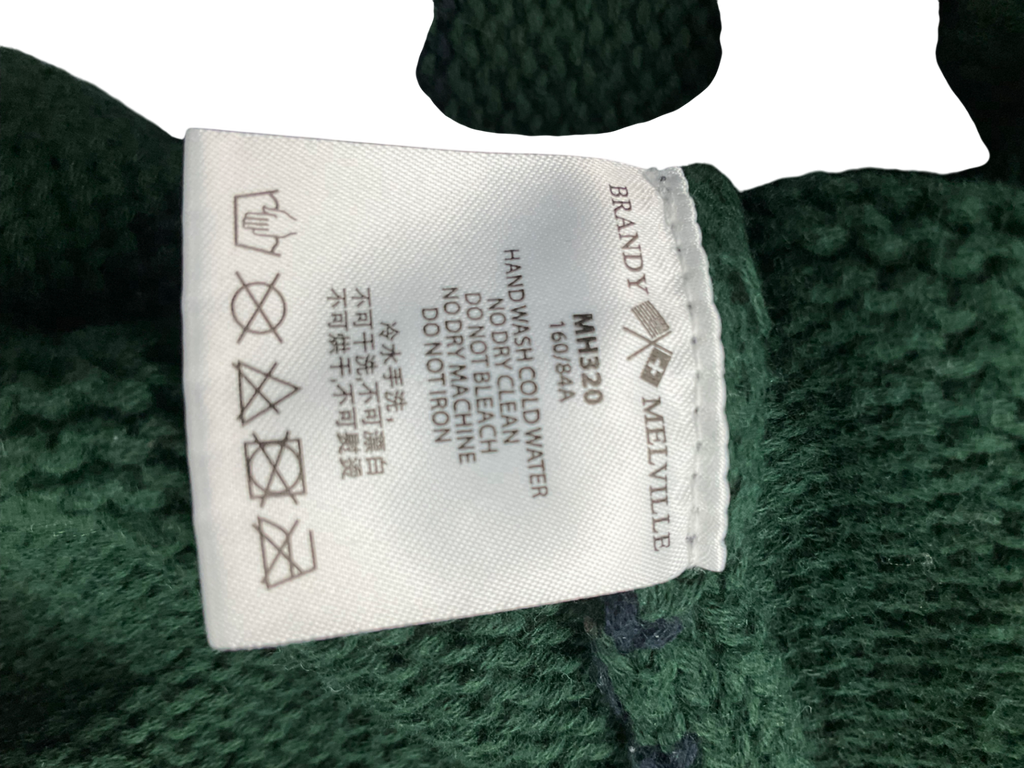 BRANDY MELVILLE
MH320
160/84A
HAND WASH COLD WATER
NO DRY CLEAN
DO NOT BLEACH
NO DRY MACHINE
DO NOT IRON
冷水手洗,
不可干洗,不可漂白
不可烘干,不可熨烫